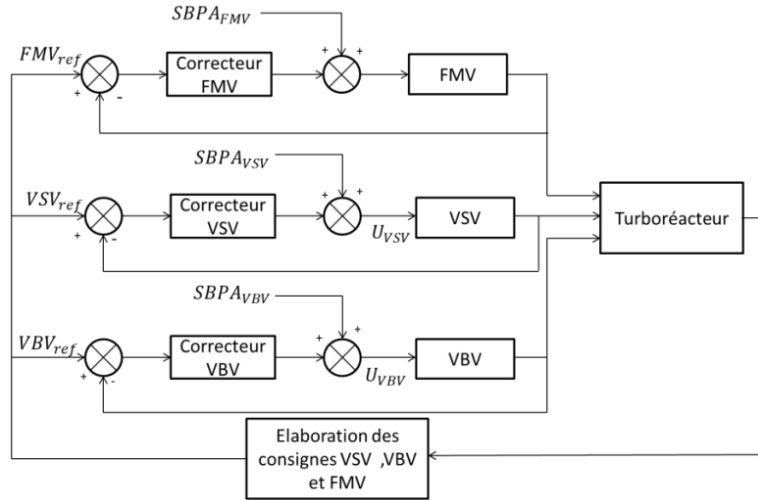 SBPA_FMV
FMV_ref
+
-
Correcteur
FMV
+
+
FMV
SBPA_VSV
VSV_ref
+
-
Correcteur
VSV
+
+
U_VSV
VSV
Turboréacteur
SBPA_VBV
VBV_ref
+
-
Correcteur
VBV
+
+
U_VBV
VBV
Elaboration des
consignes VSV ,VBV
et FMV